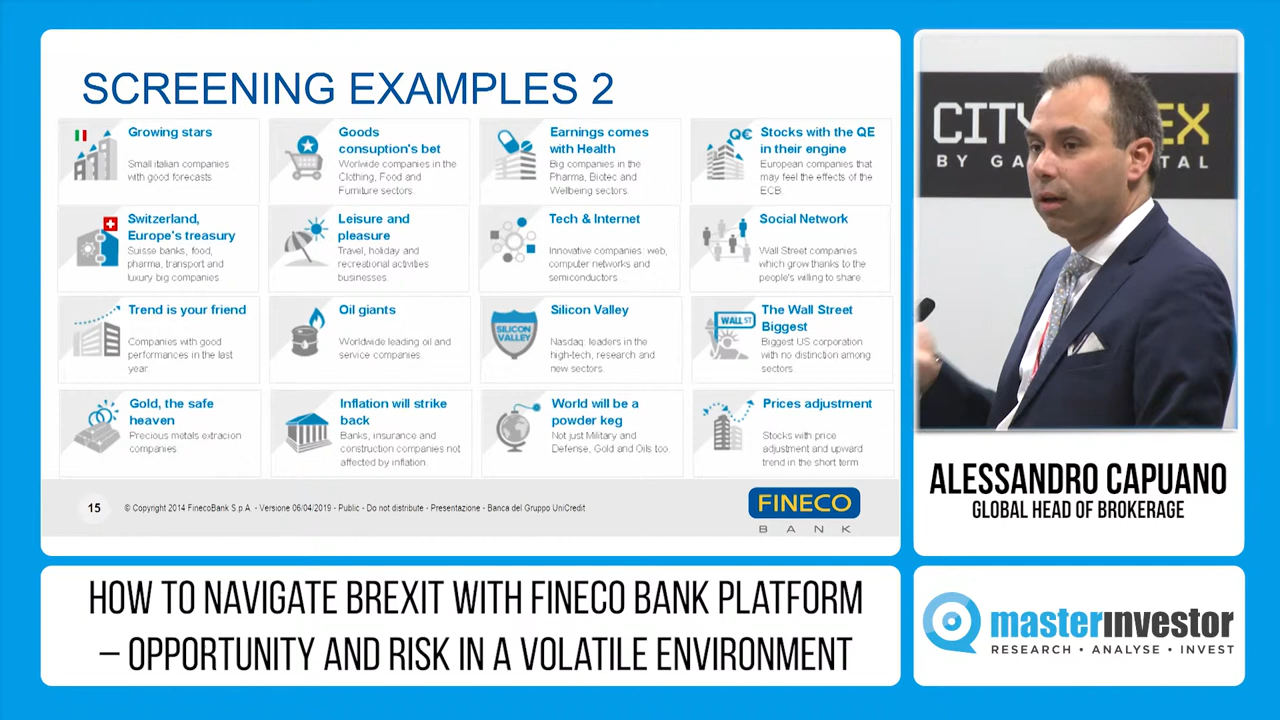 SCREENING EXAMPLES 2
Growing stars
Small italian companies
with good forecasts.
Goods
consuption's bet
Worlwide companies in the
Clothing, Food and
Furniture sectors.
Earnings comes
with Health
Big companies in the
Pharma, Biotec and
Wellbeing sectors.
Q€
Stocks with the QE
in their engine
European companies that
may feel the effects of the
ECB.
Switzerland,
Europe's treasury
Suisse banks, food,
pharma, transport and
luxury big companies.
Leisure and
pleasure
Travel, holiday and
recreational activities
businesses.
Tech & Internet
Innovative companies: web,
computer networks and
semiconductors.
Social Network
Wall Street companies
which grow thanks to the
people's willing to share.
Trend is your friend
Companies with good
performances in the last
year.
Oil giants
Worldwide leading oil and
service companies.
SILICON
VALLEY
Silicon Valley
Nasdaq: leaders in the
high-tech, research and
new sectors.
WALL ST
The Wall Street
Biggest
Biggest US corporation
with no distinction among
sectors.
Gold, the safe
heaven
Precious metals extracion
companies.
Inflation will strike
back
Banks, insurance and
construction companies not
affected by inflation.
World will be a
powder keg
Not just Military and
Defense, Gold and Oils too.
Prices adjustment
Stocks with price
adjustment and upward
trend in the short term
15
© Copyright 2014 FinecoBank S.p.A. - Versione 06/04/2019 - Public - Do not distribute - Presentazione - Banca del Gruppo UniCredit
FINECO
BANK
CITY
EX
BY GA
TAL
ALESSANDRO CAPUANO
GLOBAL HEAD OF BROKERAGE
HOW TO NAVIGATE BREXIT WITH FINECO BANK PLATFORM
– OPPORTUNITY AND RISK IN A VOLATILE ENVIRONMENT
masterinvestor
RESEARCH • ANALYSE • INVEST